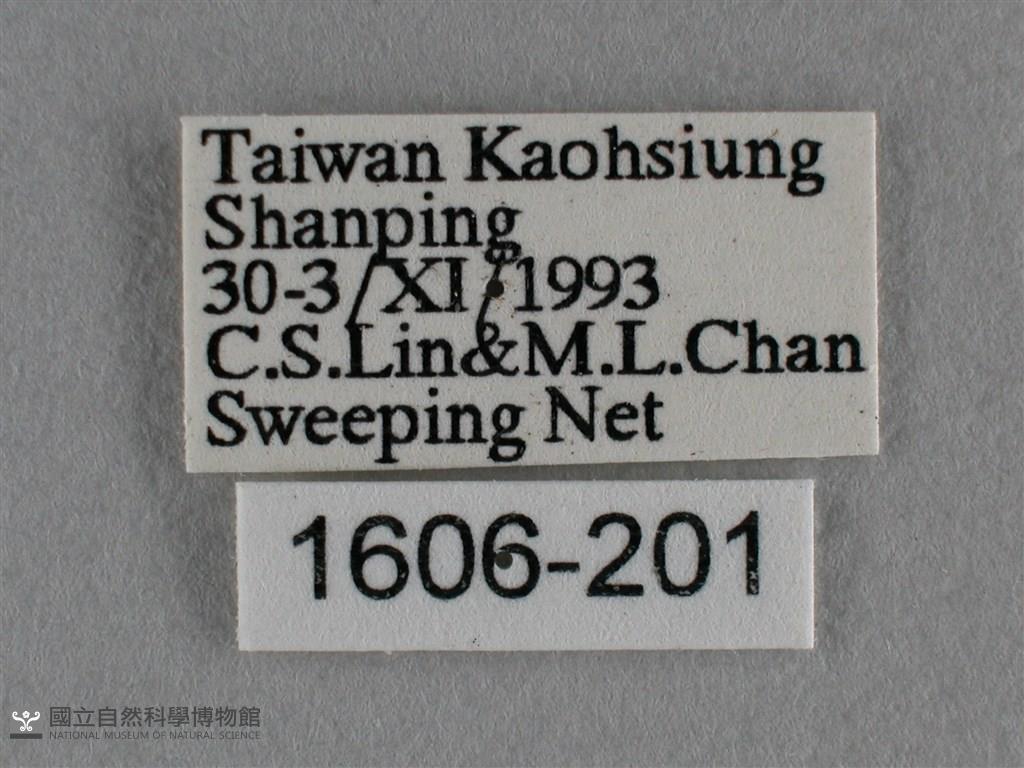 Taiwan Kaohsiung
Shanping
30-3/XI/1993
C.S.Lin&M.L.Chan
Sweeping Net
1606-201
國立自然科學博物館
NATIONAL MUSEUM OF NATURAL SCIENCE